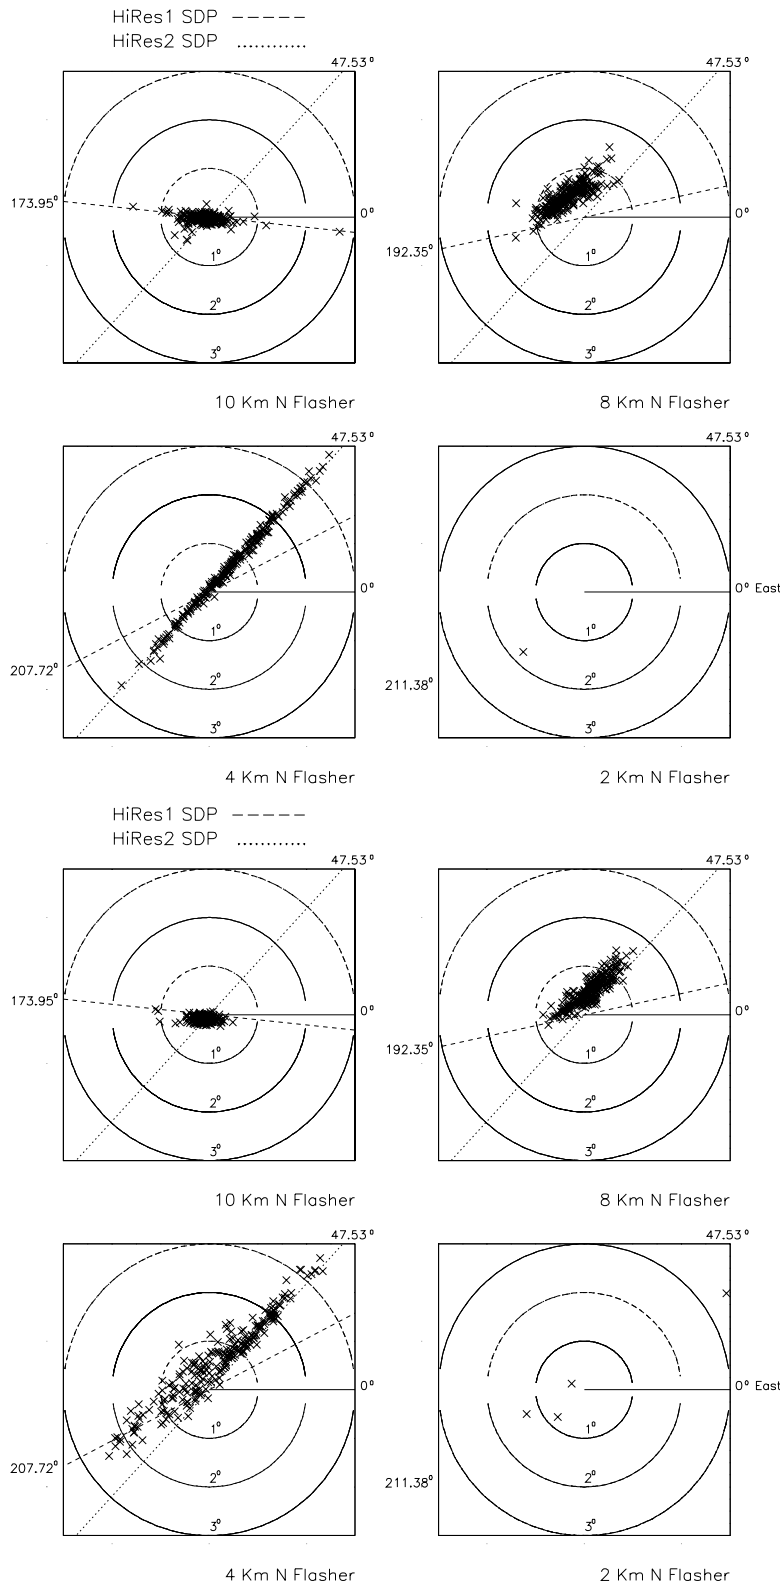 HiRes1 SDP
HiRes2 SDP
47.53° 47.53°
173.95° 0° 192.35° 0°
1° 1°
2° 2°
3° 3°
10 Km N Flasher 8 Km N Flasher
47.53°
0° 0° East
1° 1°
207.72° 211.38°
2° 2°
3° 3°
4 Km N Flasher 2 Km N Flasher
HiRes1 SDP
HiRes2 SDP
47.53° 47.53°
173.95° 0° 192.35° 0°
1° 1°
2° 2°
3° 3°
10 Km N Flasher 8 Km N Flasher
47.53° 47.53°
0° 0° East
1° 1°
207.72° 211.38°
2° 2°
3° 3°
4 Km N Flasher 2 Km N Flasher